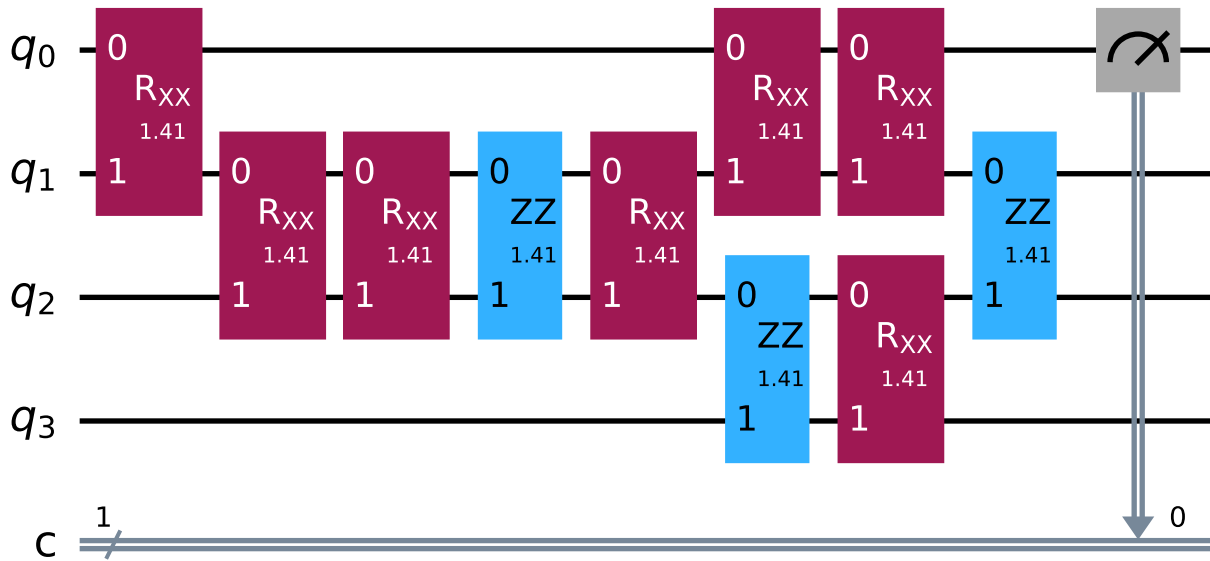 q0 0 0 0
RXX RXX RXX
1.41 1.41 1.41
q1 1 0 0 0 0 1 1 0
RXX RXX ZZ RXX ZZ
1.41 1.41 1.41 1.41 1.41
q2 1 1 1 1 0 0 1
ZZ RXX
1.41 1.41
q3 1 1
1 0
c